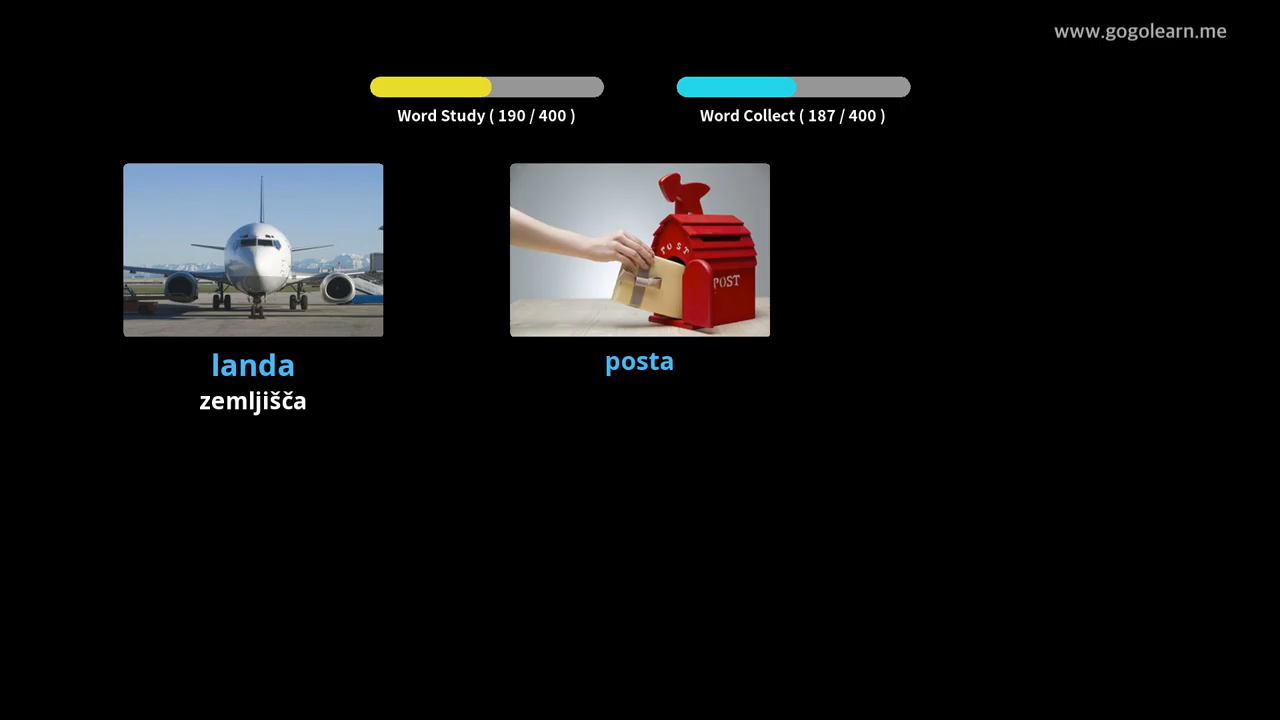 www.gogolearn.me
Word Study ( 190 / 400 )
Word Collect ( 187 / 400 )
POST
POST
landa
zemljišča
posta